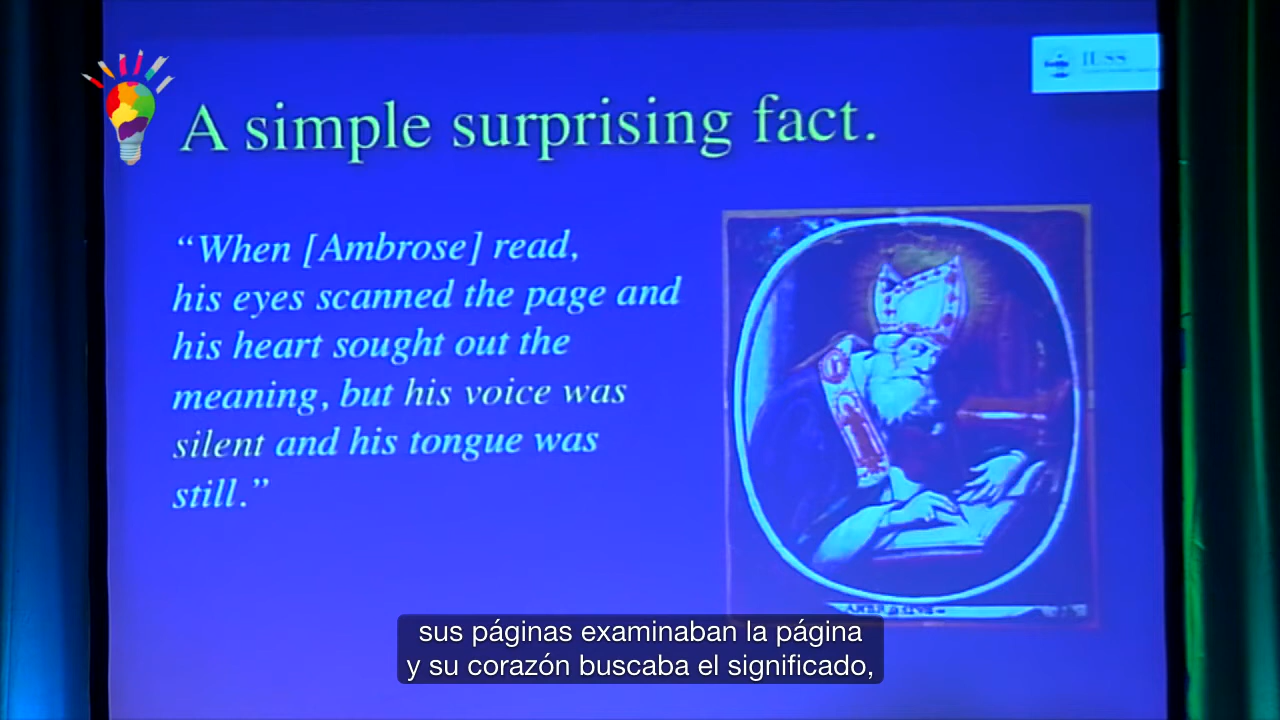 ILSS
A simple surprising fact.
“When [Ambrose] read,
his eyes scanned the page and
his heart sought out the
meaning, but his voice was
silent and his tongue was
still.”
sus páginas examinaban la página
y su corazón buscaba el significado,